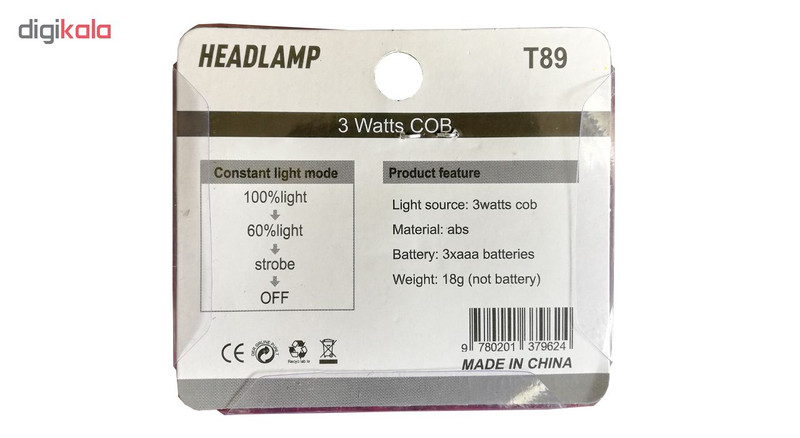 digikala
HEADLAMP
T89
3 Watts COB
Constant light mode
100%light
60%light
strobe
OFF
Product feature
Light source: 3watts cob
Material: abs
Battery: 3xaaa batteries
Weight: 18g (not battery)
CE
9 780201 379624
MADE IN CHINA